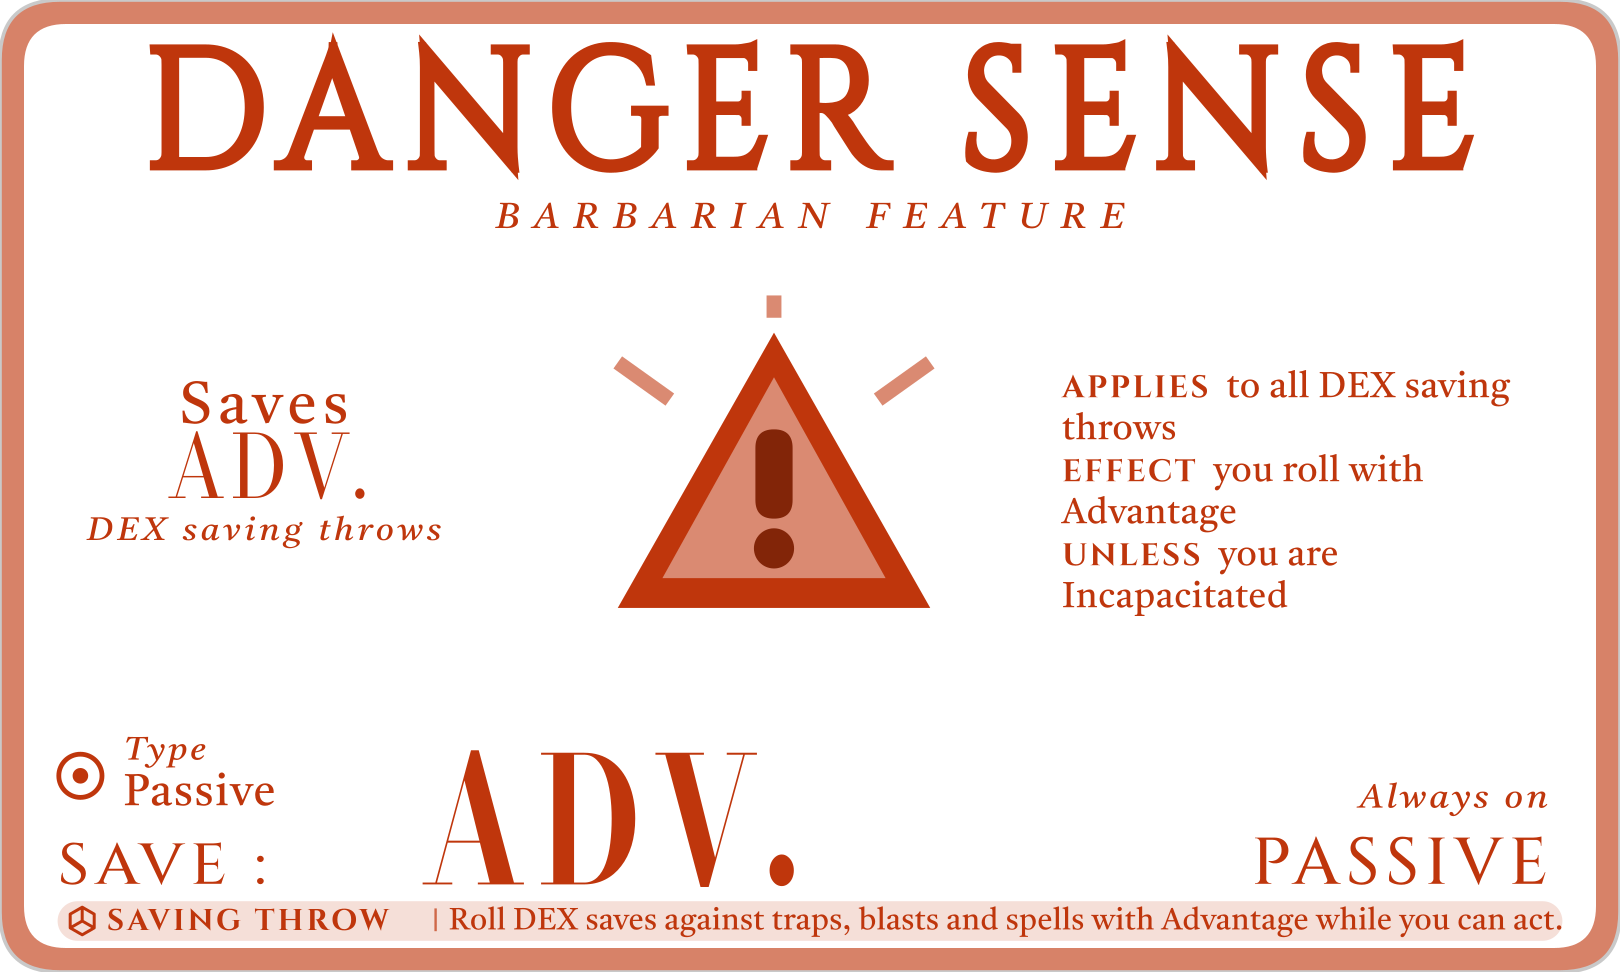 DANGER SENSE
BARBARIAN FEATURE
Saves
ADV.
DEX saving throws
!
APPLIES to all DEX saving
throws
EFFECT you roll with
Advantage
UNLESS you are
Incapacitated
Type
Passive
SAVE :
ADV.
Always on
PASSIVE
SAVING THROW | Roll DEX saves against traps, blasts and spells with Advantage while you can act.